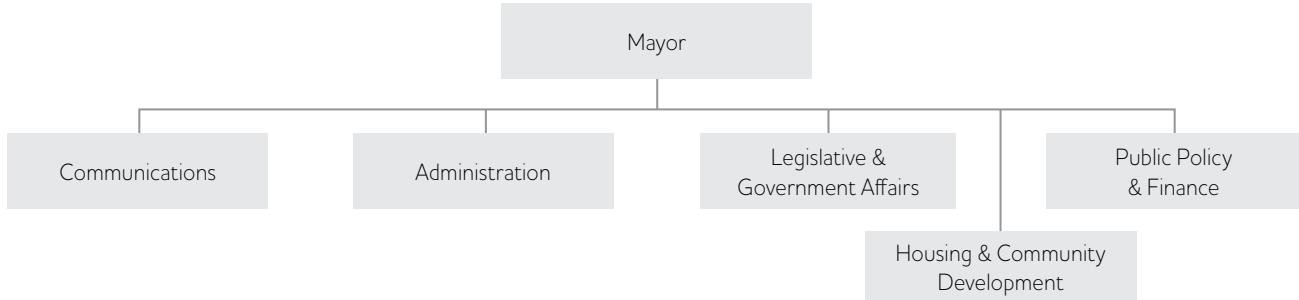 Mayor
Communications
Administration
Legislative &
Government Affairs
Public Policy
& Finance
Housing & Community
Development